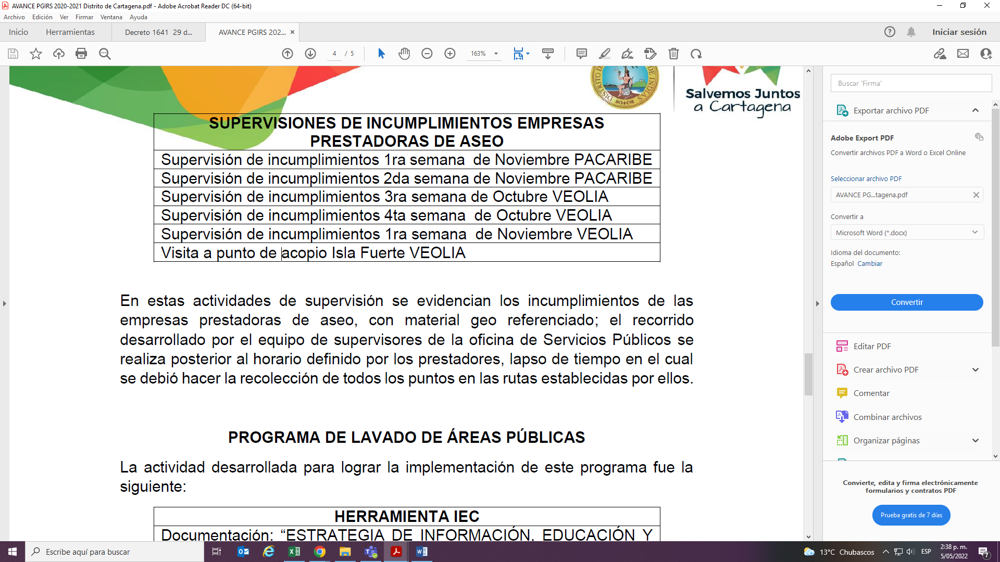 AVANCE PGIRS 2020-2021 Distrito de Cartagena.pdf - Adobe Acrobat Reader DC (64-bit)
Archivo Edición Ver Firmar Ventana Ayuda
Inicio Herramientas Decreto 1641 29 d... AVANCE PGIRS 202... × Iniciar sesión
4 / 5 163%
DISTRITO DE INDIAS
Salvemos Juntos
a Cartagena
SUPERVISIONES DE INCUMPLIMIENTOS EMPRESAS
PRESTADORAS DE ASEO
Supervisión de incumplimientos 1ra semana de Noviembre PACARIBE
Supervisión de incumplimientos 2da semana de Noviembre PACARIBE
Supervisión de incumplimientos 3ra semana de Octubre VEOLIA
Supervisión de incumplimientos 4ta semana de Octubre VEOLIA
Supervisión de incumplimientos 1ra semana de Noviembre VEOLIA
Visita a punto de acopio Isla Fuerte VEOLIA
En estas actividades de supervisión se evidencian los incumplimientos de las
empresas prestadoras de aseo, con material geo referenciado; el recorrido
desarrollado por el equipo de supervisores de la oficina de Servicios Públicos se
realiza posterior al horario definido por los prestadores, lapso de tiempo en el cual
se debió hacer la recolección de todos los puntos en las rutas establecidas por ellos.
PROGRAMA DE LAVADO DE ÁREAS PÚBLICAS
La actividad desarrollada para lograr la implementación de este programa fue la
siguiente:
HERRAMIENTA IEC
Documentación: “ESTRATEGIA DE INFORMACIÓN, EDUCACIÓN Y
Buscar 'Firma'
Exportar archivo PDF
Adobe Export PDF
Convertir archivos PDF a Word o Excel Online
Seleccionar archivo PDF
AVANCE PG...tagena.pdf
Convertir a
Microsoft Word (*.docx)
Idioma del documento:
Español Cambiar
Convertir
Editar PDF
Crear archivo PDF
Comentar
Combinar archivos
Organizar páginas
Convierte, edita y firma electrónicamente
formularios y contratos PDF
Prueba gratis de 7 días
Escribe aquí para buscar
13°C Chubascos ESP
2:38 p. m.
5/05/2022
7